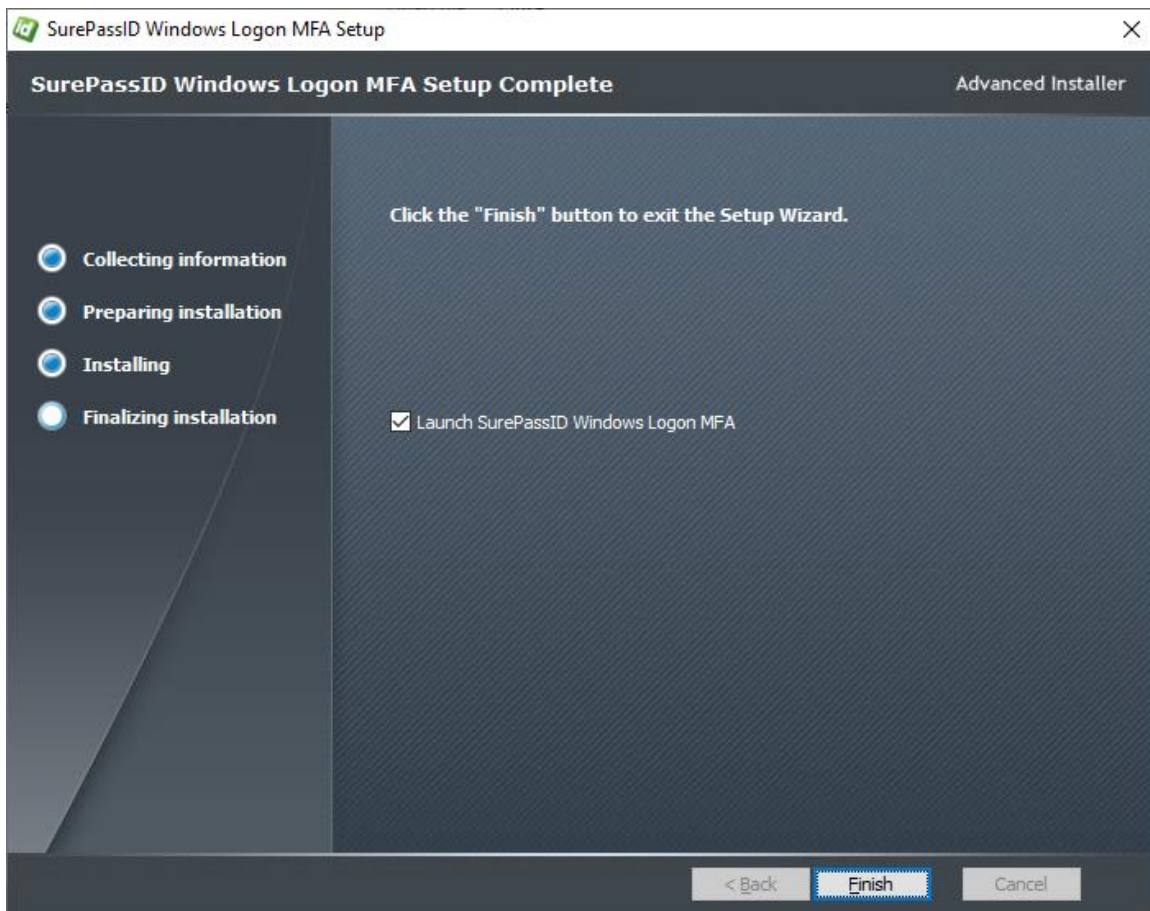 SurePassID Windows Logon MFA Setup
SurePassID Windows Logon MFA Setup Complete
Advanced Installer
Click the "Finish" button to exit the Setup Wizard.
Collecting information
Preparing installation
Installing
Finalizing installation
Launch SurePassID Windows Logon MFA
< Back
Finish
Cancel